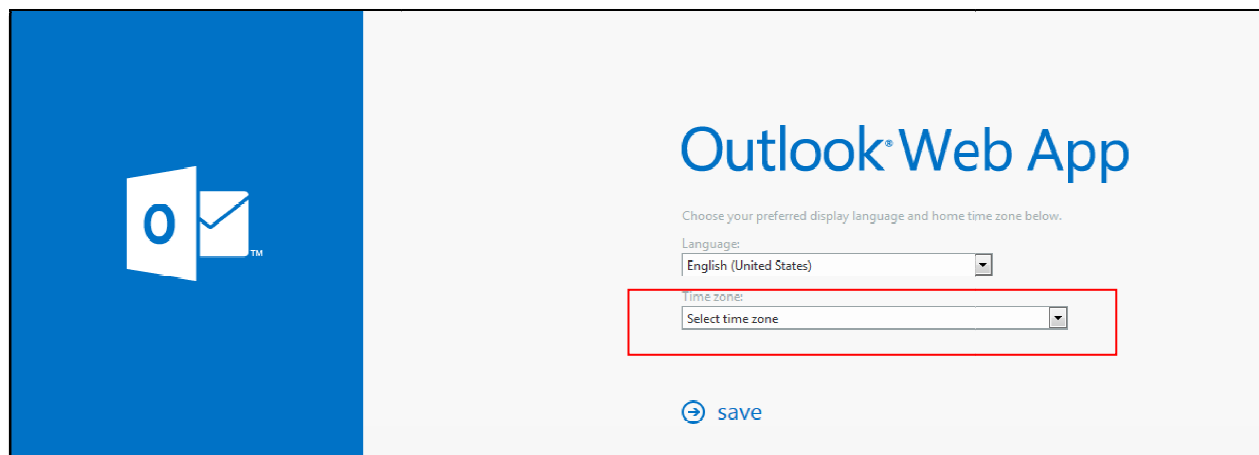 Outlook® Web App
Choose your preferred display language and home time zone below.
Language:
English (United States)
Time zone:
Select time zone
save
O
TM